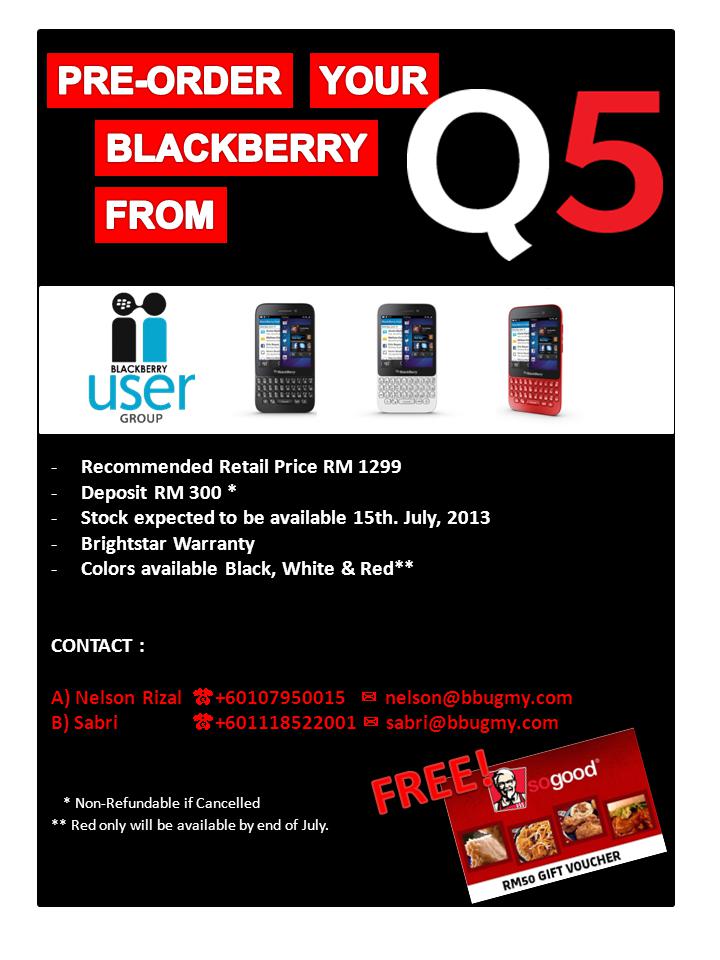 PRE-ORDER YOUR
BLACKBERRY
FROM
Q5
BLACKBERRY
user
GROUP
- Recommended Retail Price RM 1299
- Deposit RM 300 *
- Stock expected to be available 15th. July, 2013
- Brightstar Warranty
- Colors available Black, White & Red**
CONTACT :
A) Nelson Rizal ☎+60107950015 ✉ nelson@bbugmy.com
B) Sabri ☎+601118522001 ✉ sabri@bbugmy.com
* Non-Refundable if Cancelled
** Red only will be available by end of July.
FREE!
so good
RM50 GIFT VOUCHER